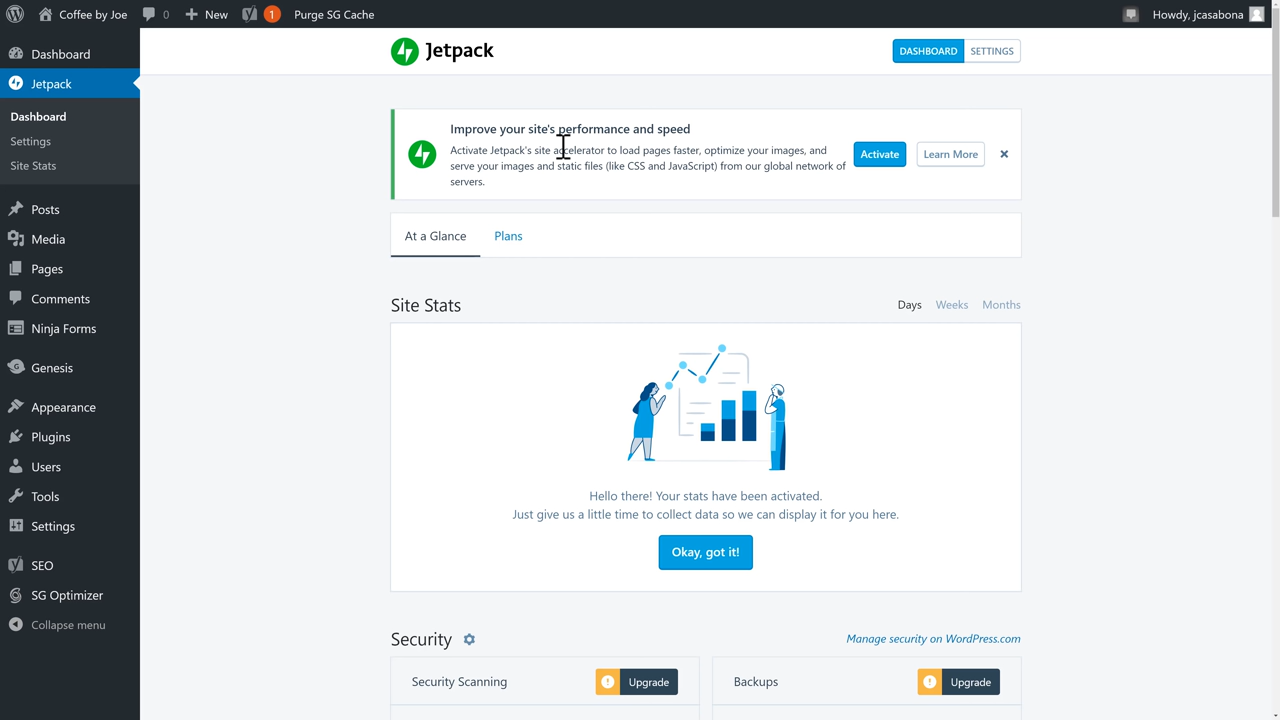 Coffee by Joe 0 New 1 Purge SG Cache Howdy, jcasabona
Dashboard
Jetpack
Dashboard
Settings
Site Stats
Posts
Media
Pages
Comments
Ninja Forms
Genesis
Appearance
Plugins
Users
Tools
Settings
SEO
SG Optimizer
Collapse menu
Jetpack
DASHBOARD SETTINGS
Improve your site's performance and speed
Activate Jetpack's site accelerator to load pages faster, optimize your images, and
serve your images and static files (like CSS and JavaScript) from our global network of
servers.
Activate Learn More
At a Glance Plans
Site Stats Days Weeks Months
Hello there! Your stats have been activated.
Just give us a little time to collect data so we can display it for you here.
Okay, got it!
Security Manage security on WordPress.com
Security Scanning Upgrade Backups Upgrade